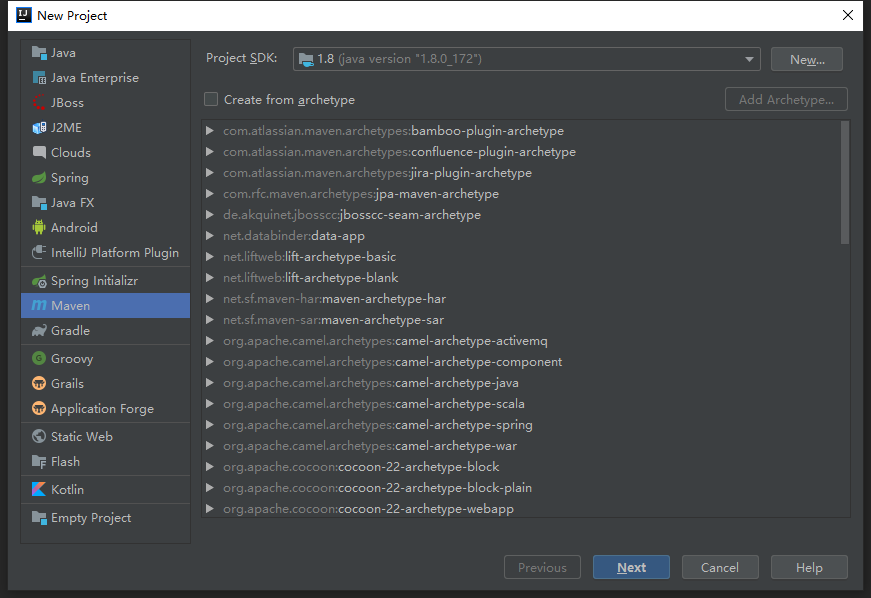 New Project
Java
Java Enterprise
JBoss
J2ME
Clouds
Spring
Java FX
Android
IntelliJ Platform Plugin
Spring Initializr
Maven
Gradle
Groovy
Grails
Application Forge
Static Web
Flash
Kotlin
Empty Project
Project SDK: 1.8 (java version "1.8.0_172") New...
Create from archetype Add Archetype...
com.atlassian.maven.archetypes:bamboo-plugin-archetype
com.atlassian.maven.archetypes:confluence-plugin-archetype
com.atlassian.maven.archetypes:jira-plugin-archetype
com.rfc.maven.archetypes:jpa-maven-archetype
de.akquinet.jbosscc:jbosscc-seam-archetype
net.databinder:data-app
net.liftweb:lift-archetype-basic
net.liftweb:lift-archetype-blank
net.sf.maven-har:maven-archetype-har
net.sf.maven-sar:maven-archetype-sar
org.apache.camel.archetypes:camel-archetype-activemq
org.apache.camel.archetypes:camel-archetype-component
org.apache.camel.archetypes:camel-archetype-java
org.apache.camel.archetypes:camel-archetype-scala
org.apache.camel.archetypes:camel-archetype-spring
org.apache.camel.archetypes:camel-archetype-war
org.apache.cocoon:cocoon-22-archetype-block
org.apache.cocoon:cocoon-22-archetype-block-plain
org.apache.cocoon:cocoon-22-archetype-webapp
Previous Next Cancel Help